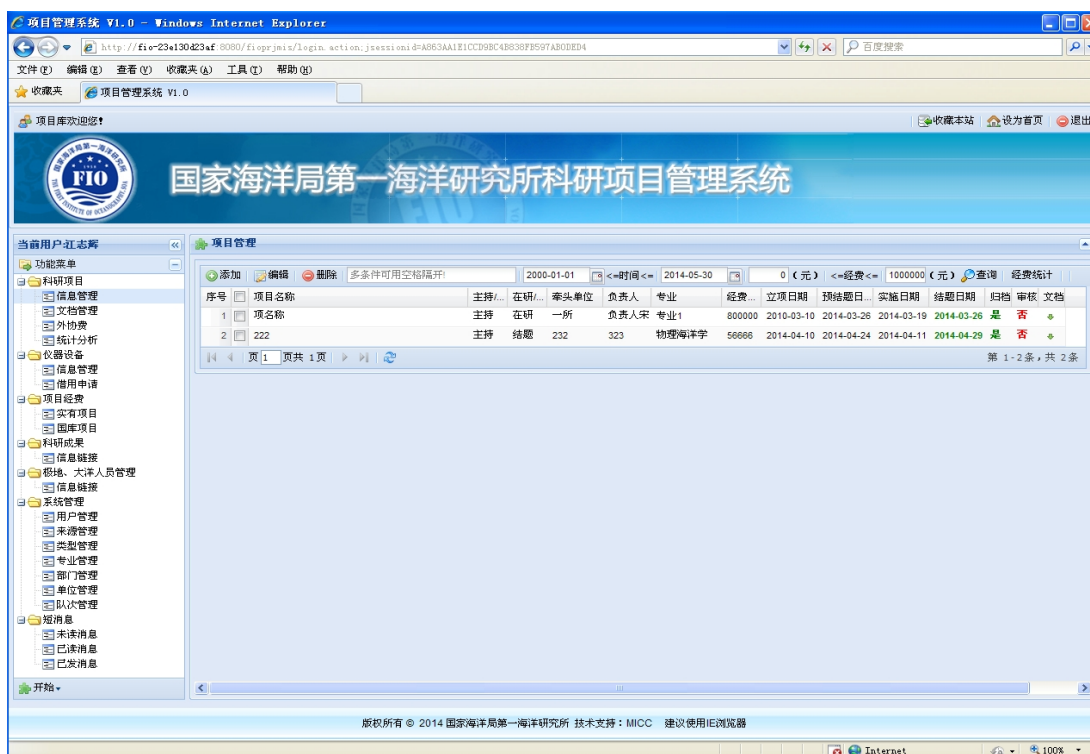 项目管理系统 V1.0 - Windows Internet Explorer
http://fio-23a130d23af:8080/fioprjmis/login.action;jsessionid=A863AA1E1CCD9BC4B838FB597AB0DED4 百度搜索
文件(F) 编辑(E) 查看(V) 收藏夹(A) 工具(T) 帮助(H)
收藏夹 项目管理系统 V1.0
项目库欢迎您! 收藏本站 设为首页 退出
FIO 国家海洋局第一海洋研究所科研项目管理系统
当前用户:江志辉 项目管理
功能菜单
添加 编辑 删除 多条件可用空格隔开! 2000-01-01 <=时间<= 2014-05-30 0 (元) <=经费<= 1000000 (元) 查询 经费统计
序号 项目名称 主持/... 在研/... 牵头单位 负责人 专业 经费... 立项日期 预结题日... 实施日期 结题日期 归档 审核 文档
1 项名称 主持 在研 一所 负责人宋 专业1 800000 2010-03-10 2014-03-26 2014-03-19 2014-03-26 是 否
2 222 主持 结题 232 323 物理海洋学 56666 2014-04-10 2014-04-24 2014-04-11 2014-04-29 是 否
页 1 页共 1页 第 1-2条,共 2条
科研项目
信息管理
文档管理
外协费
统计分析
仪器设备
信息管理
借用申请
项目经费
实有项目
国库项目
科研成果
信息链接
极地、大洋人员管理
信息链接
系统管理
用户管理
来源管理
类型管理
专业管理
部门管理
单位管理
队次管理
短消息
未读消息
已读消息
已发消息
开始
版权所有 © 2014 国家海洋局第一海洋研究所 技术支持:MICC 建议使用IE浏览器
Internet 100%